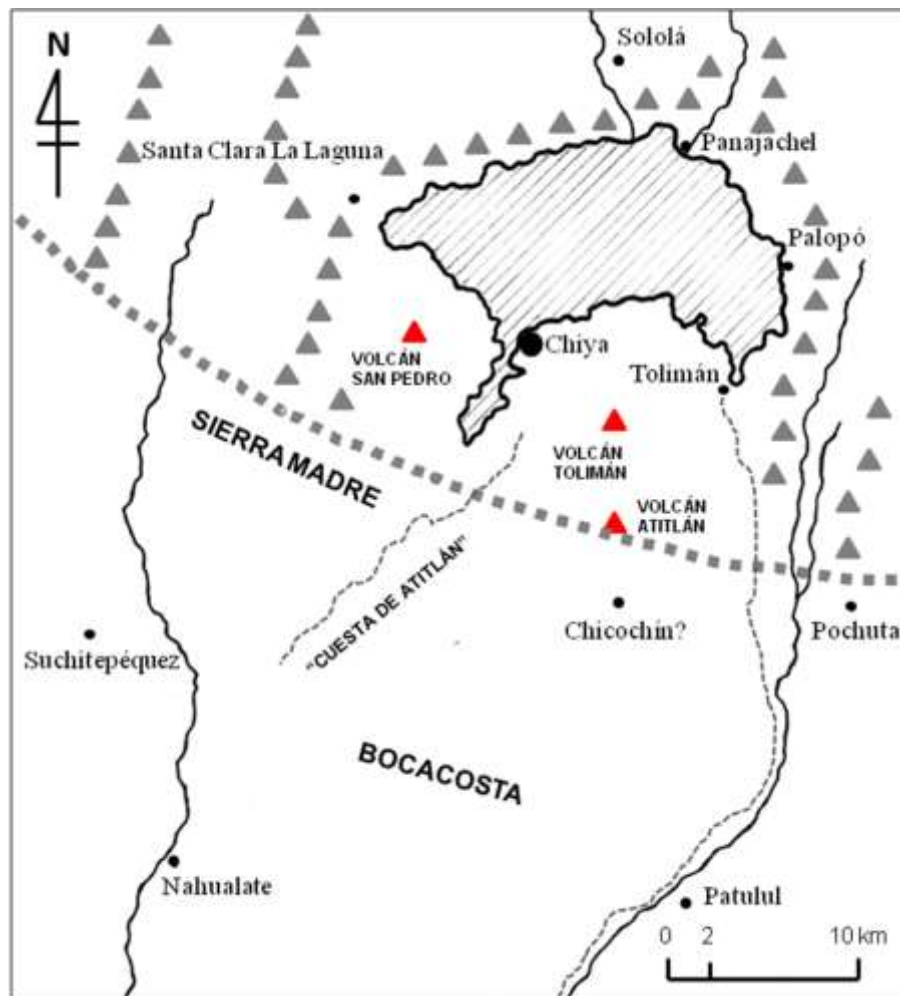 N
Sololá
Santa Clara La Laguna
Panajachel
Palopó
Chiya
VOLCÁN
SAN PEDRO
Tolimán
SIERRA MADRE
VOLCÁN
TOLIMÁN
VOLCÁN
ATITLÁN
"CUESTA DE ATITLÁN"
Chicochín?
Pochuta
Suchitepéquez
BOCACOSTA
Nahualate
Patulul
0 2 10 km